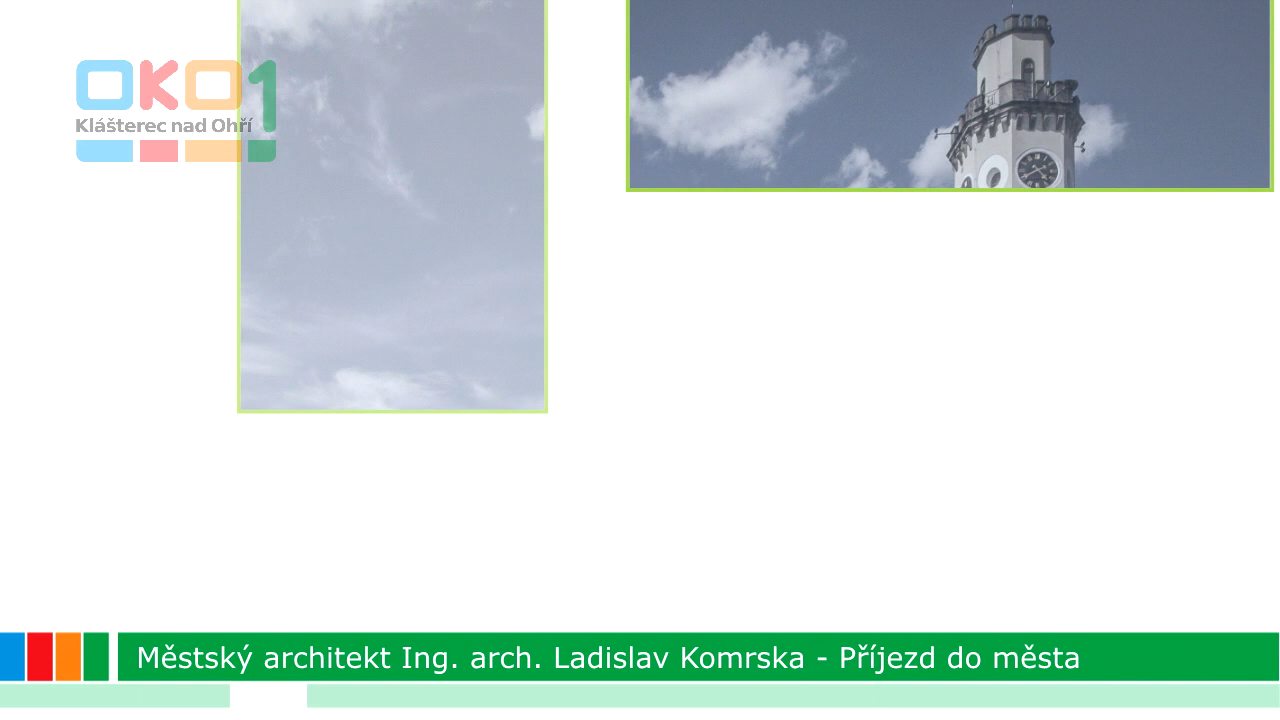 OKO1
Klášterec nad Ohří
Městský architekt Ing. arch. Ladislav Komrska - Příjezd do města